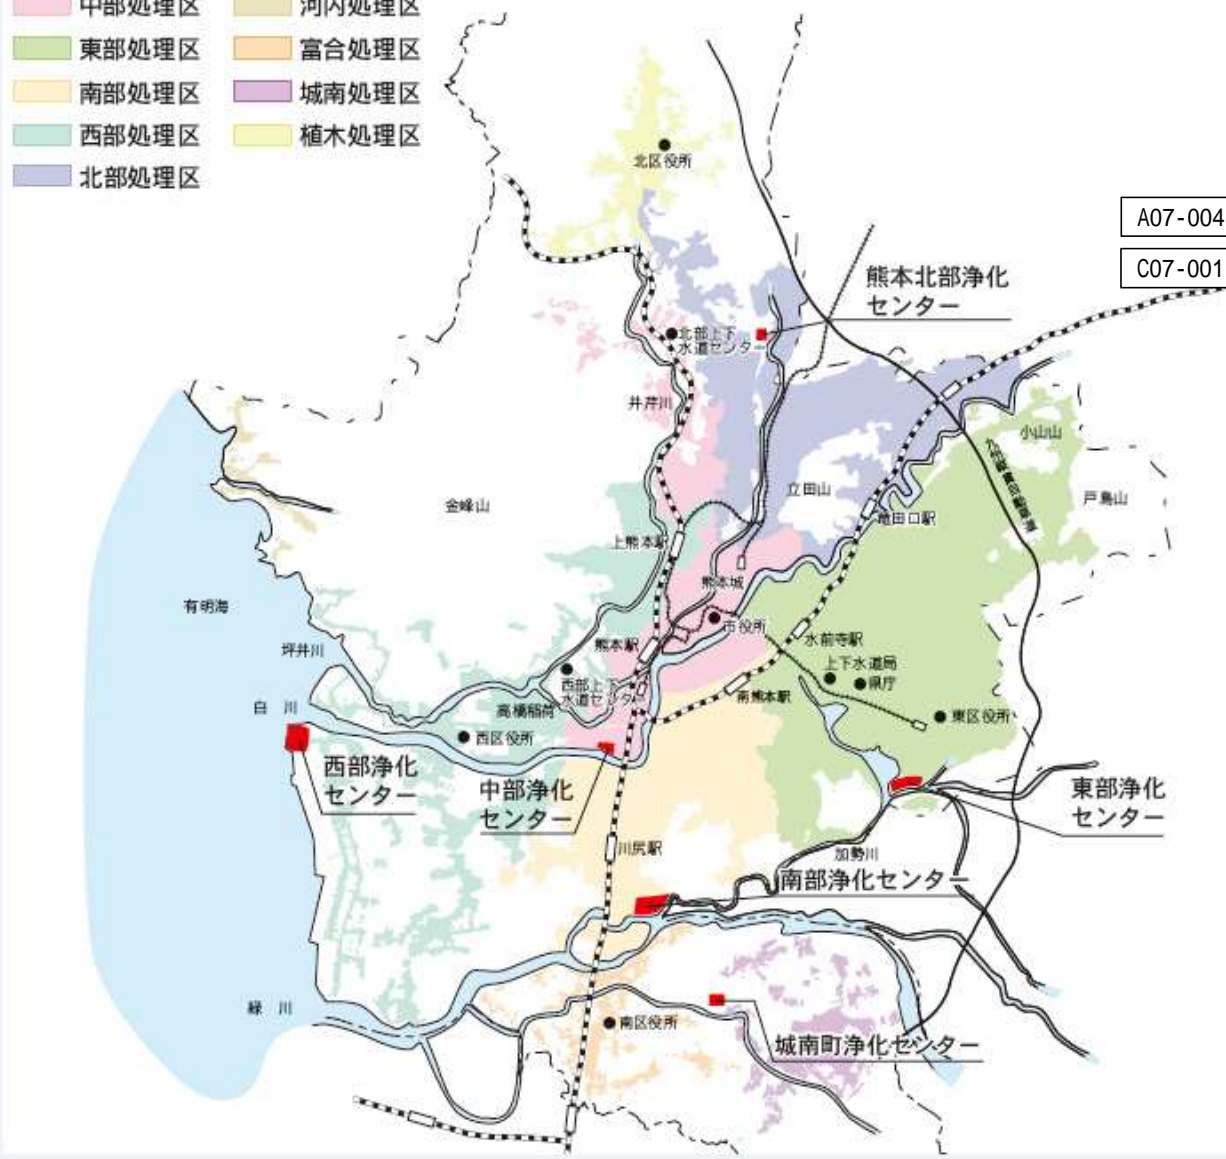 中部処理区
河内処理区
東部処理区
富合処理区
南部処理区
城南処理区
西部処理区
植木処理区
北部処理区
北区役所
A07-004
C07-001
熊本北部浄化
センター
北部上下
水道センター
井芹川
小山山
金峰山
立田山
戸島山
竜田口駅
上熊本駅
熊本城
有明海
市役所
坪井川
熊本駅
水前寺駅
上下水道局
県庁
西部上下
水道センター
南熊本駅
白川
高橋稲荷
東区役所
西区役所
西部浄化
センター
中部浄化
センター
東部浄化
センター
川尻駅
加勢川
南部浄化センター
緑川
南区役所
城南町浄化センター